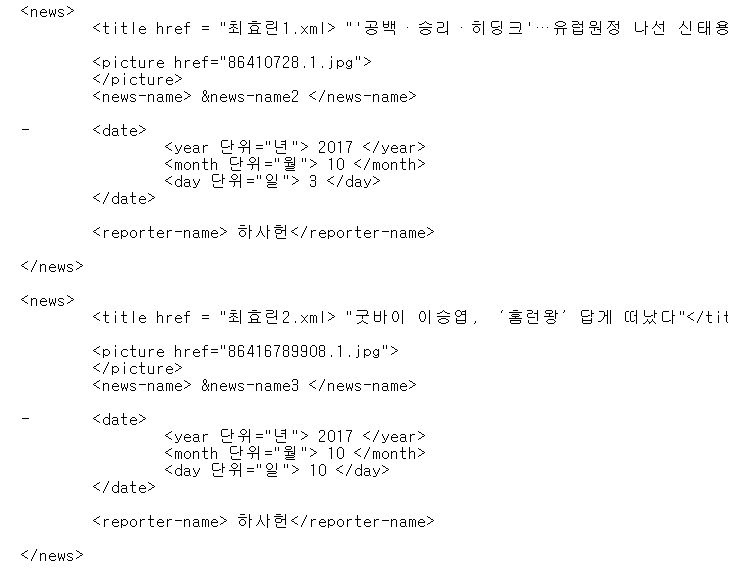 <news>
<title href = "최효린1.xml> "'공백·승리·히딩크'…유럽원정 나선 신태용
<picture href="86410728.1.jpg">
</picture>
<news-name> &news-name2 </news-name>
- <date>
<year 단위="년"> 2017 </year>
<month 단위="월"> 10 </month>
<day 단위="일"> 3 </day>
</date>
<reporter-name> 하사헌</reporter-name>
</news>
<news>
<title href = "최효린2.xml> "굿바이 이승엽, ‘홈런왕’ 답게 떠났다"</tit
<picture href="86416789908.1.jpg">
</picture>
<news-name> &news-name3 </news-name>
- <date>
<year 단위="년"> 2017 </year>
<month 단위="월"> 10 </month>
<day 단위="일"> 10 </day>
</date>
<reporter-name> 하사헌</reporter-name>
</news>